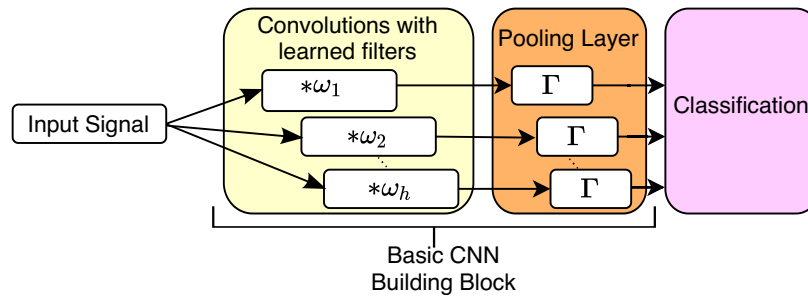 Convolutions with
learned filters
Pooling Layer
Input Signal
*ω₁
Γ
*ω₂
Γ
*ωₕ
Γ
Classification
Basic CNN
Building Block